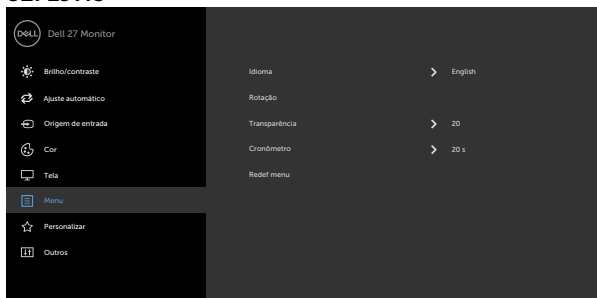 DELL Dell 27 Monitor
Brilho/contraste Idioma English
Ajuste automático Rotação
Origem de entrada Transparência 20
Cor Cronômetro 20 s
Tela Redef menu
Menu
Personalizar
Outros